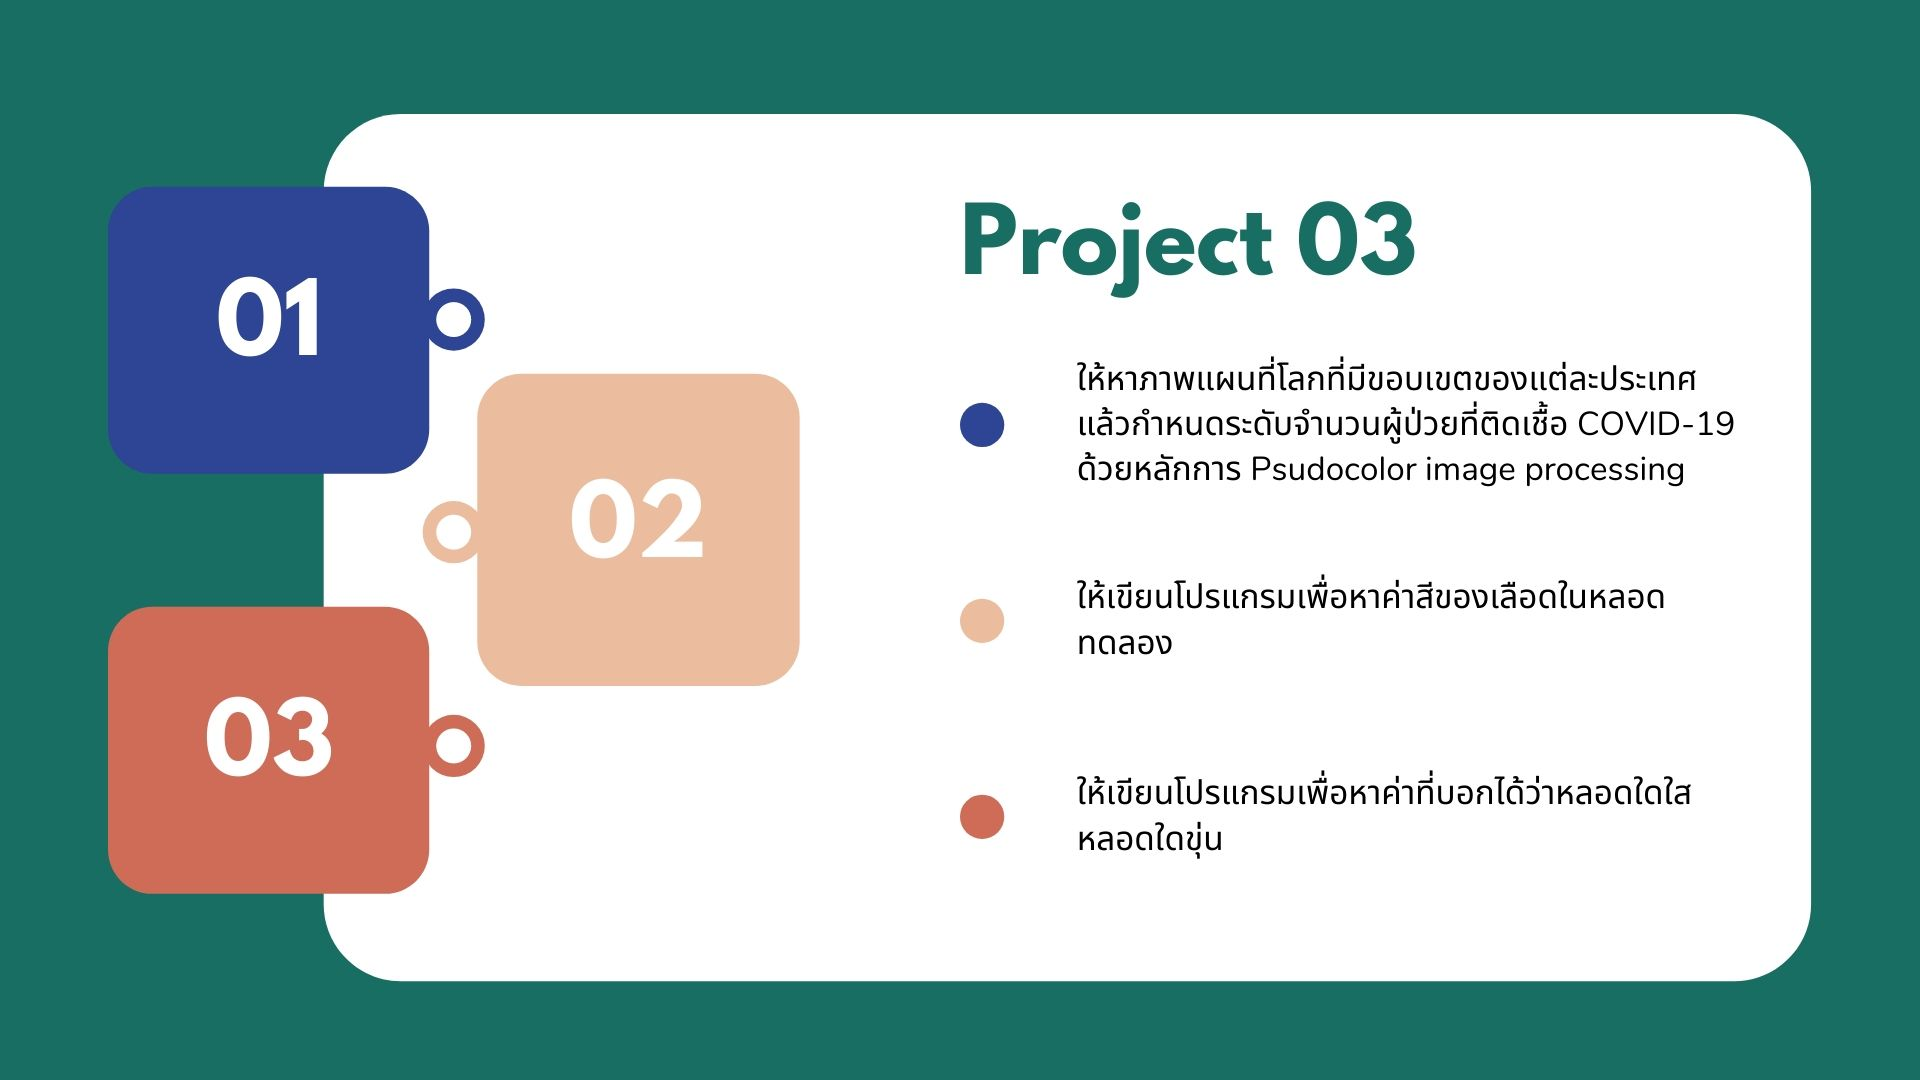 01
02
03
Project 03
ให้หาภาพแผนที่โลกที่มีขอบเขตของแต่ละประเทศ
แล้วกำหนดระดับจำนวนผู้ป่วยที่ติดเชื้อ COVID-19
ด้วยหลักการ Psudocolor image processing
ให้เขียนโปรแกรมเพื่อหาค่าสีของเลือดในหลอด
ทดลอง
ให้เขียนโปรแกรมเพื่อหาค่าที่บอกได้ว่าหลอดใดใส
หลอดใดขุ่น